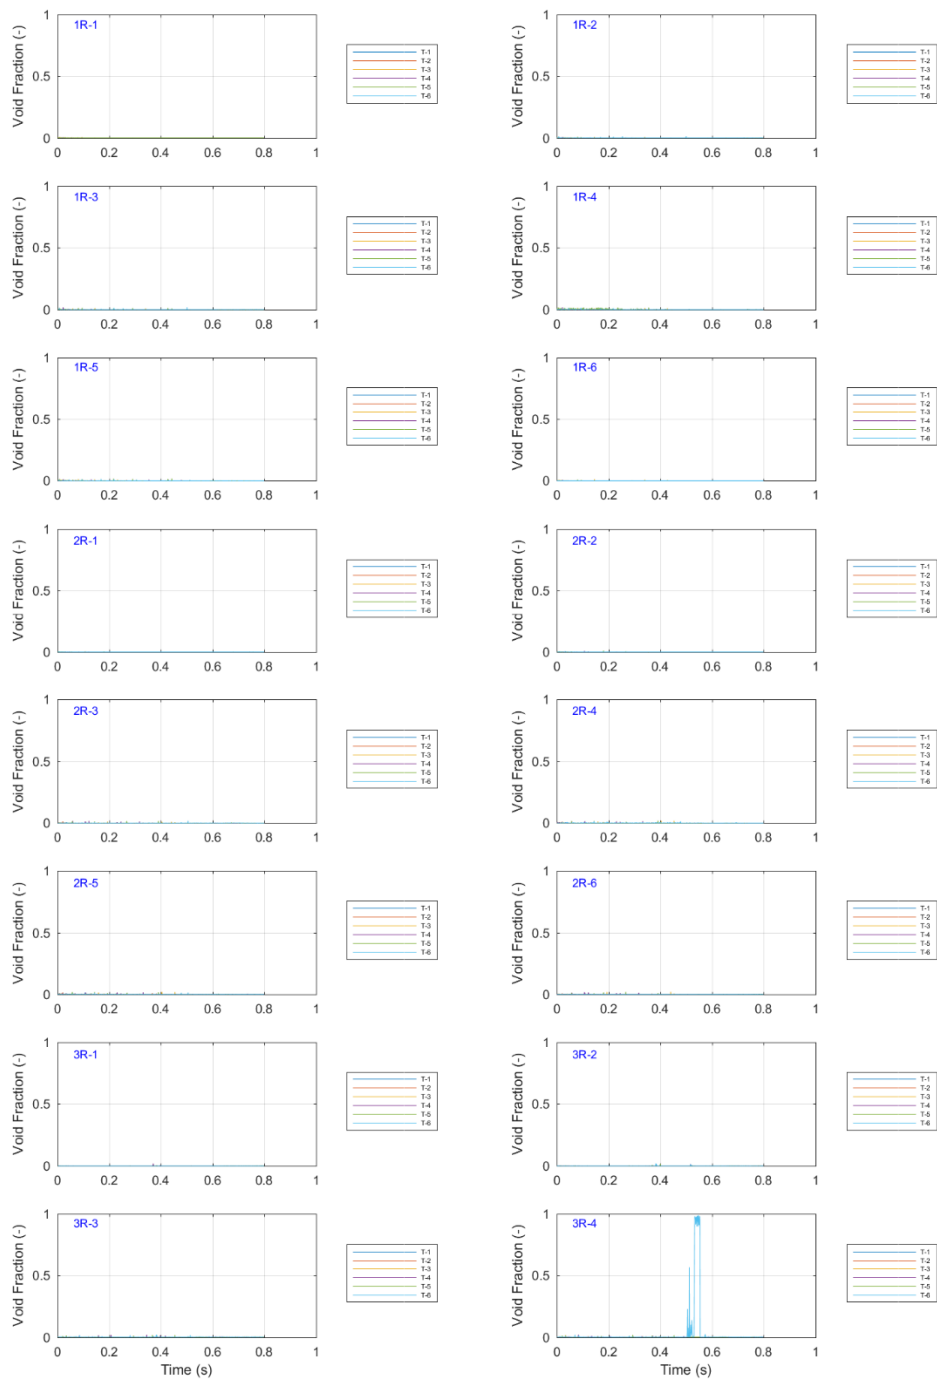 Void Fraction (-)
1
0.5
0
1R-1
0 0.2 0.4 0.6 0.8 1
T-1
T-2
T-3
T-4
T-5
T-6
Void Fraction (-)
1
0.5
0
1R-2
0 0.2 0.4 0.6 0.8 1
T-1
T-2
T-3
T-4
T-5
T-6
Void Fraction (-)
1
0.5
0
1R-3
0 0.2 0.4 0.6 0.8 1
T-1
T-2
T-3
T-4
T-5
T-6
Void Fraction (-)
1
0.5
0
1R-4
0 0.2 0.4 0.6 0.8 1
T-1
T-2
T-3
T-4
T-5
T-6
Void Fraction (-)
1
0.5
0
1R-5
0 0.2 0.4 0.6 0.8 1
T-1
T-2
T-3
T-4
T-5
T-6
Void Fraction (-)
1
0.5
0
1R-6
0 0.2 0.4 0.6 0.8 1
T-1
T-2
T-3
T-4
T-5
T-6
Void Fraction (-)
1
0.5
0
2R-1
0 0.2 0.4 0.6 0.8 1
T-1
T-2
T-3
T-4
T-5
T-6
Void Fraction (-)
1
0.5
0
2R-2
0 0.2 0.4 0.6 0.8 1
T-1
T-2
T-3
T-4
T-5
T-6
Void Fraction (-)
1
0.5
0
2R-3
0 0.2 0.4 0.6 0.8 1
T-1
T-2
T-3
T-4
T-5
T-6
Void Fraction (-)
1
0.5
0
2R-4
0 0.2 0.4 0.6 0.8 1
T-1
T-2
T-3
T-4
T-5
T-6
Void Fraction (-)
1
0.5
0
2R-5
0 0.2 0.4 0.6 0.8 1
T-1
T-2
T-3
T-4
T-5
T-6
Void Fraction (-)
1
0.5
0
2R-6
0 0.2 0.4 0.6 0.8 1
T-1
T-2
T-3
T-4
T-5
T-6
Void Fraction (-)
1
0.5
0
3R-1
0 0.2 0.4 0.6 0.8 1
T-1
T-2
T-3
T-4
T-5
T-6
Void Fraction (-)
1
0.5
0
3R-2
0 0.2 0.4 0.6 0.8 1
T-1
T-2
T-3
T-4
T-5
T-6
Void Fraction (-)
1
0.5
0
3R-3
0 0.2 0.4 0.6 0.8 1
Time (s)
T-1
T-2
T-3
T-4
T-5
T-6
Void Fraction (-)
1
0.5
0
3R-4
0 0.2 0.4 0.6 0.8 1
Time (s)
T-1
T-2
T-3
T-4
T-5
T-6